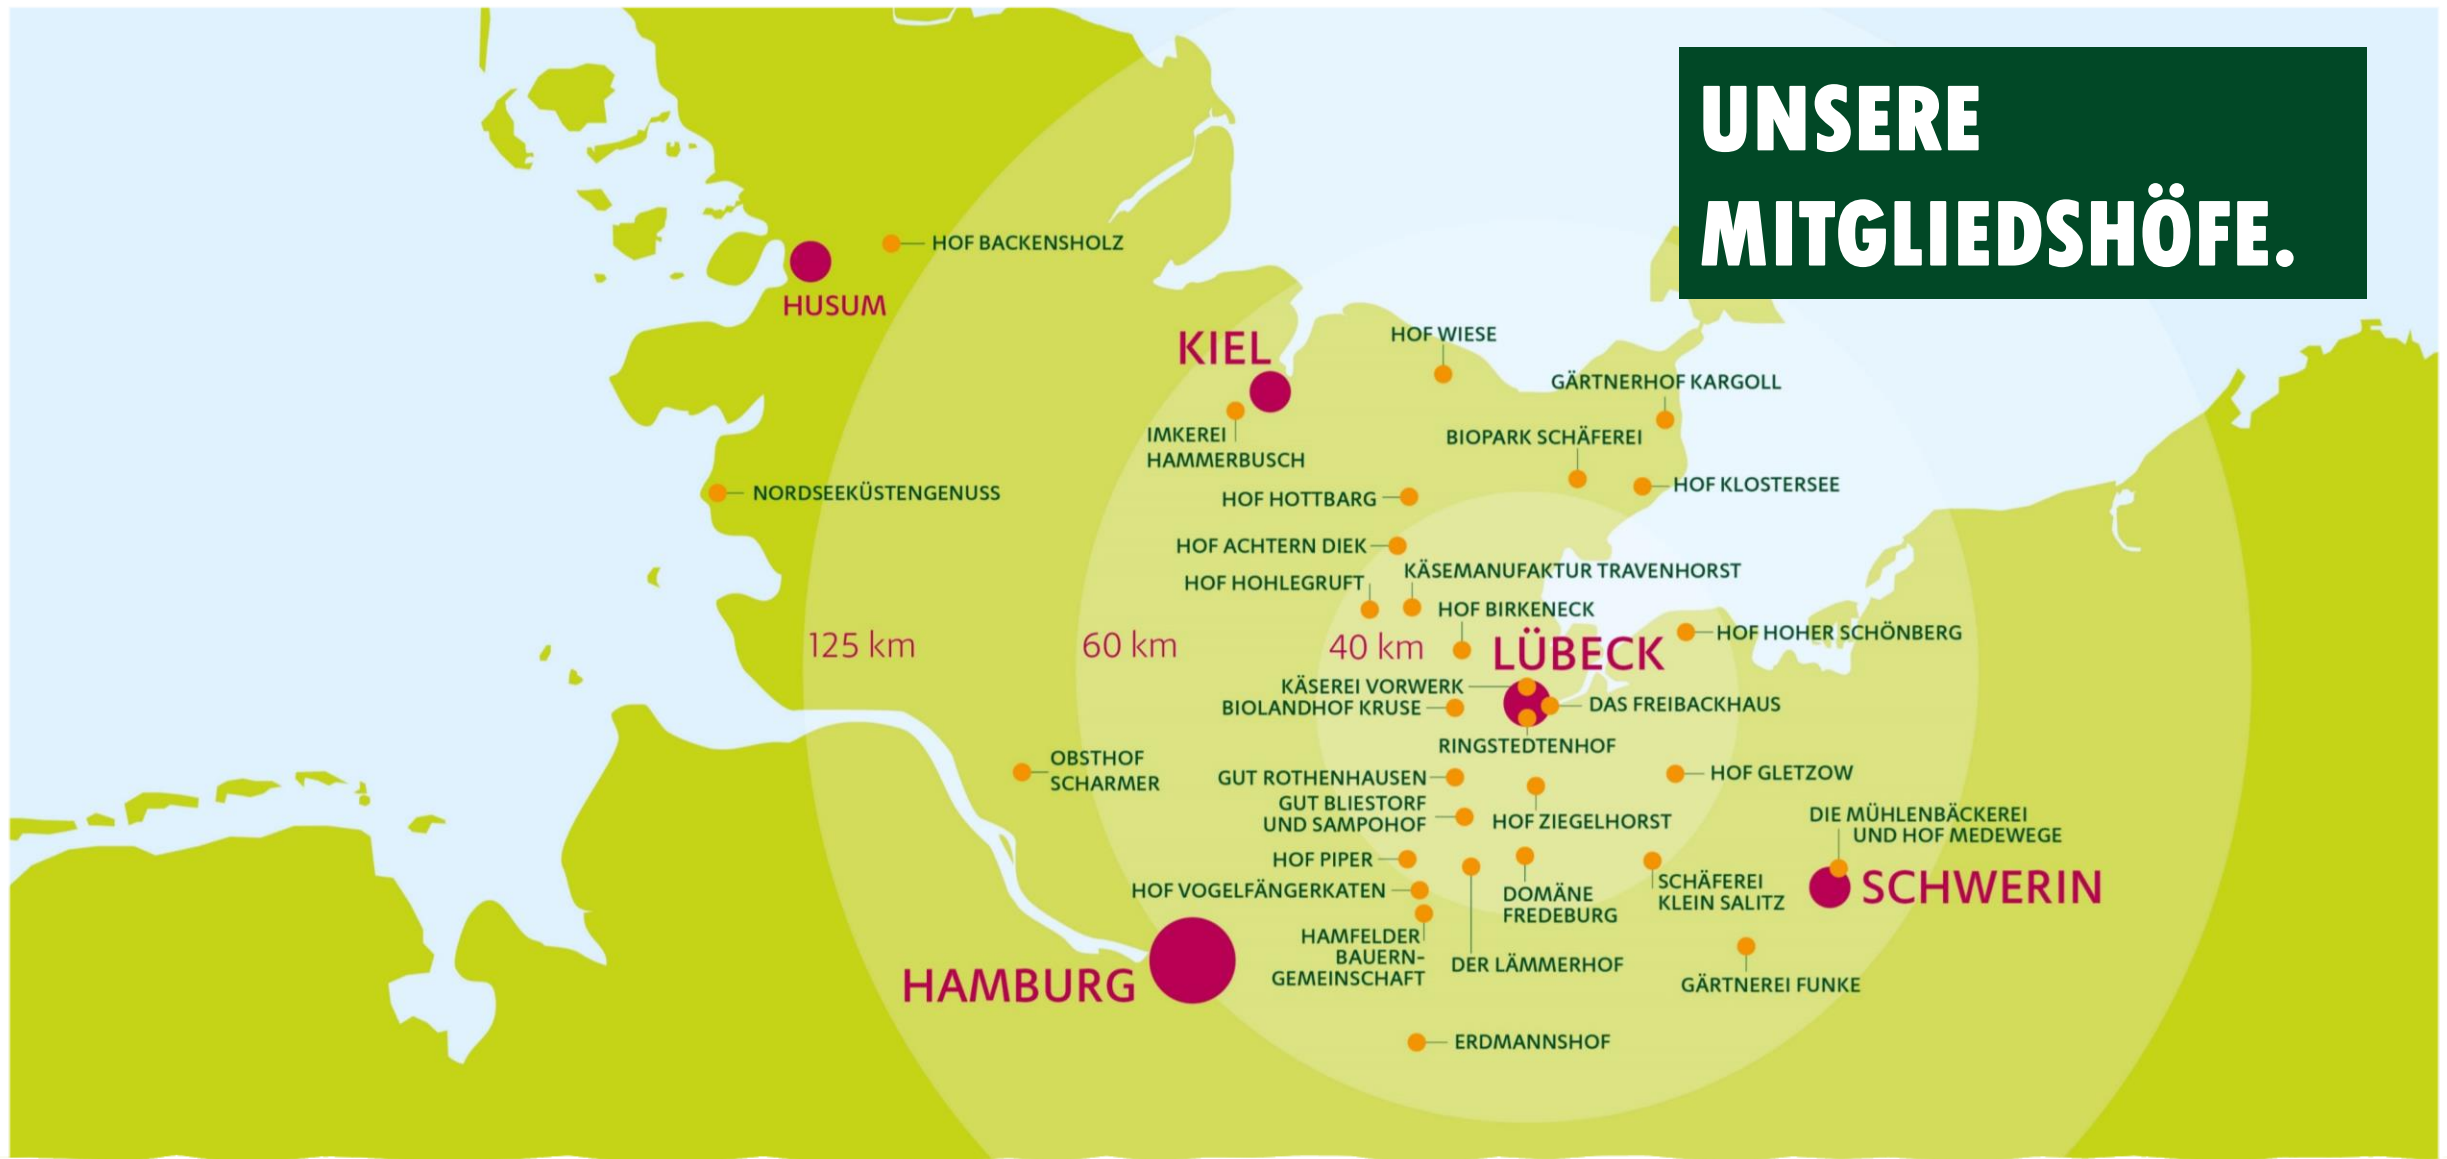 UNSERE
MITGLIEDSHÖFE.
HOF BACKENSHOLZ
HUSUM
KIEL
HOF WIESE
GÄRTNERHOF KARGOLL
IMKEREI
HAMMERBUSCH
BIOPARK SCHÄFEREI
HOF KLOSTERSEE
NORDSEEKÜSTENGENUSS
HOF HOTTBARG
HOF ACHTERN DIEK
KÄSEMANUFAKTUR TRAVENHORST
HOF HOHLEGRUFT
HOF BIRKENECK
125 km
60 km
40 km
LÜBECK
HOF HOHER SCHÖNBERG
KÄSEREI VORWERK
BIOLANDHOF KRUSE
DAS FREIBACKHAUS
RINGSTEDTENHOF
OBSTHOF
SCHARMER
GUT ROTHENHAUSEN
HOF GLETZOW
GUT BLIESTORF
UND SAMPOHOF
HOF ZIEGELHORST
DIE MÜHLENBÄCKEREI
UND HOF MEDEWEGE
HOF PIPER
HOF VOGELFÄNGERKATEN
DOMÄNE
FREDEBURG
SCHÄFEREI
KLEIN SALITZ
SCHWERIN
HAMFELDER
BAUERN-
GEMEINSCHAFT
DER LÄMMERHOF
HAMBURG
GÄRTNEREI FUNKE
ERDMANNSHOF